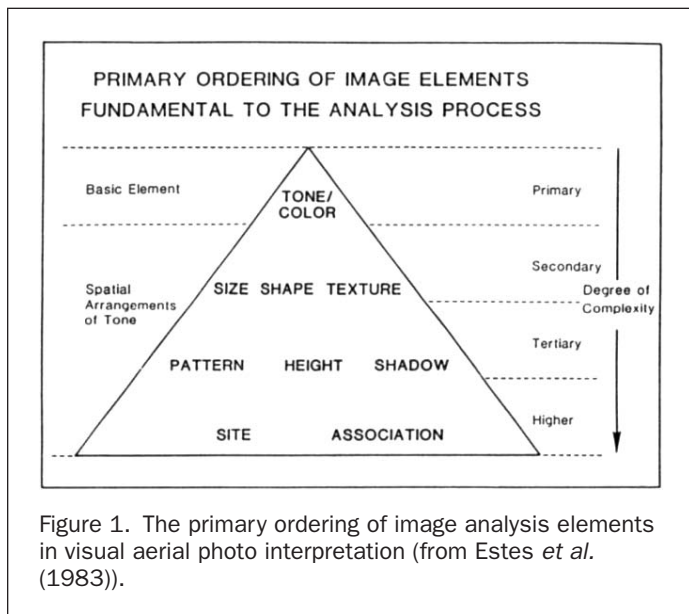 PRIMARY ORDERING OF IMAGE ELEMENTS
FUNDAMENTAL TO THE ANALYSIS PROCESS
Basic Element
TONE/
COLOR
Primary
Spatial
Arrangements
of Tone
SIZE SHAPE TEXTURE
Secondary
Degree of
Complexity
PATTERN HEIGHT SHADOW
Tertiary
SITE ASSOCIATION
Higher
Figure 1. The primary ordering of image analysis elements
in visual aerial photo interpretation (from Estes et al.
(1983)).